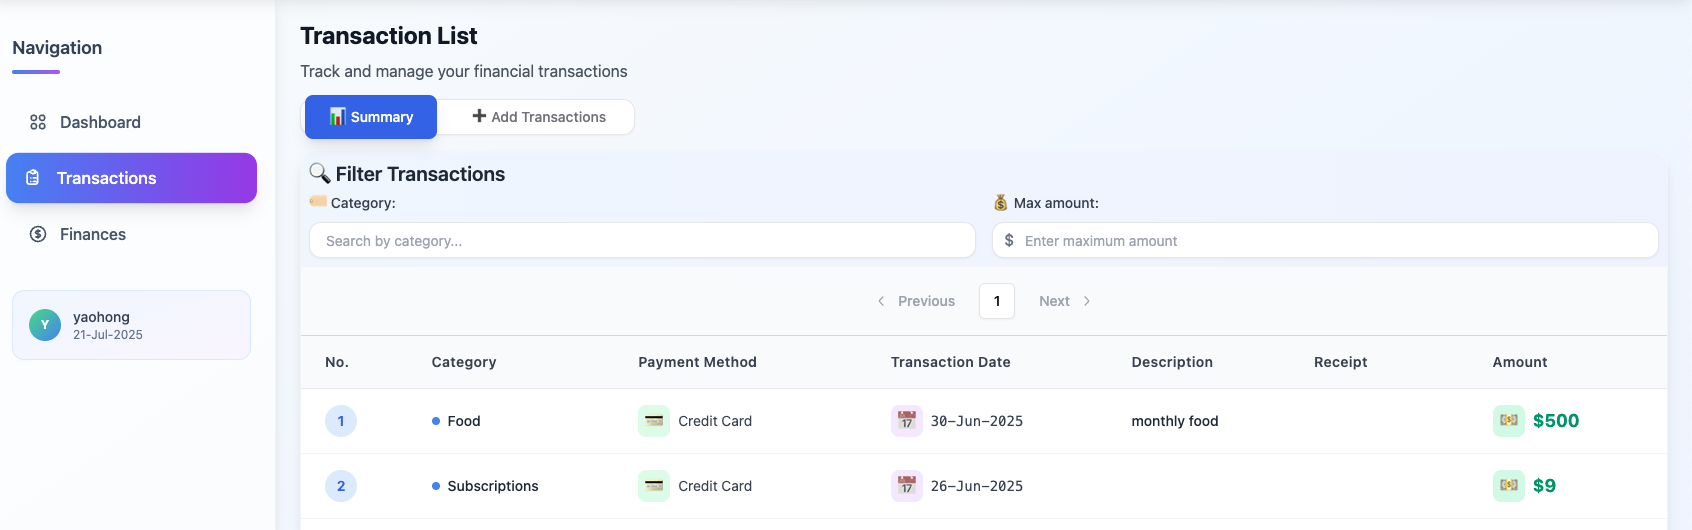 Navigation
Dashboard
Transactions
Finances
Y
yaohong
21-Jul-2025
Transaction List
Track and manage your financial transactions
📊 Summary
➕ Add Transactions
🔍 Filter Transactions
🏷️ Category:
💰 Max amount:
Search by category...
$ Enter maximum amount
Previous 1 Next
No. Category Payment Method Transaction Date Description Receipt Amount
1 Food 💳 Credit Card 📅 30-Jun-2025 monthly food 💵 $500
2 Subscriptions 💳 Credit Card 📅 26-Jun-2025 💵 $9